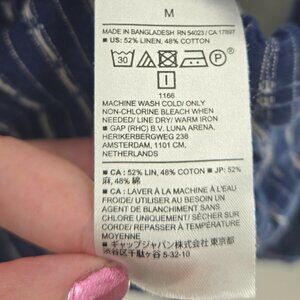 M
MADE IN BANGLADESH RN 54023 / CA 17897
■ US: 52% LINEN, 48% COTTON
30
P
I
1166
MACHINE WASH COLD/ ONLY
NON-CHLORINE BLEACH WHEN
NEEDED/ LINE DRY/ WARM IRON
■ GAP (RHC) B.V. LUNA ARENA,
HERIKERBERGWEG 238
AMSTERDAM, 1101 CM,
NETHERLANDS
■ CA : 52% LIN, 48% COTON ■ JP: 52%
麻, 48% 綿
■ CA : LAVER À LA MACHINE À L'EAU
FROIDE/ UTILISER AU BESOIN UN
AGENT DE BLANCHIMENT SANS
CHLORE UNIQUEMENT/ SÉCHER SUR
CORDE/ REPASSER À TEMPÉRATURE
MOYENNE
■ ギャップジャパン株式会社 東京都
渋谷区千駄ヶ谷 5-32-10